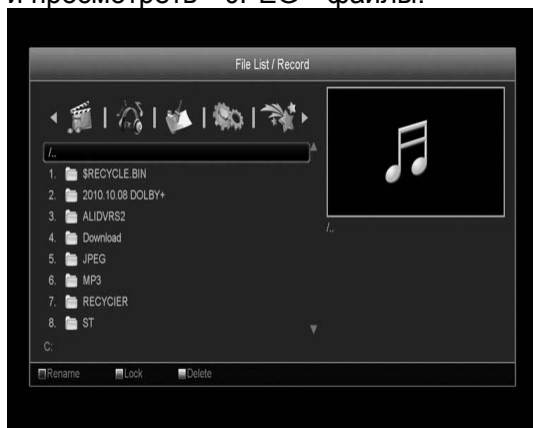 и просмотреть JPEG файлы.
File List / Record
/..
1. $RECYCLE.BIN
2. 2010.10.08 DOLBY+
3. ALIDVRS2
4. Download
5. JPEG
6. MP3
7. RECYCIER
8. ST
/..
C:
Rename Lock Delete